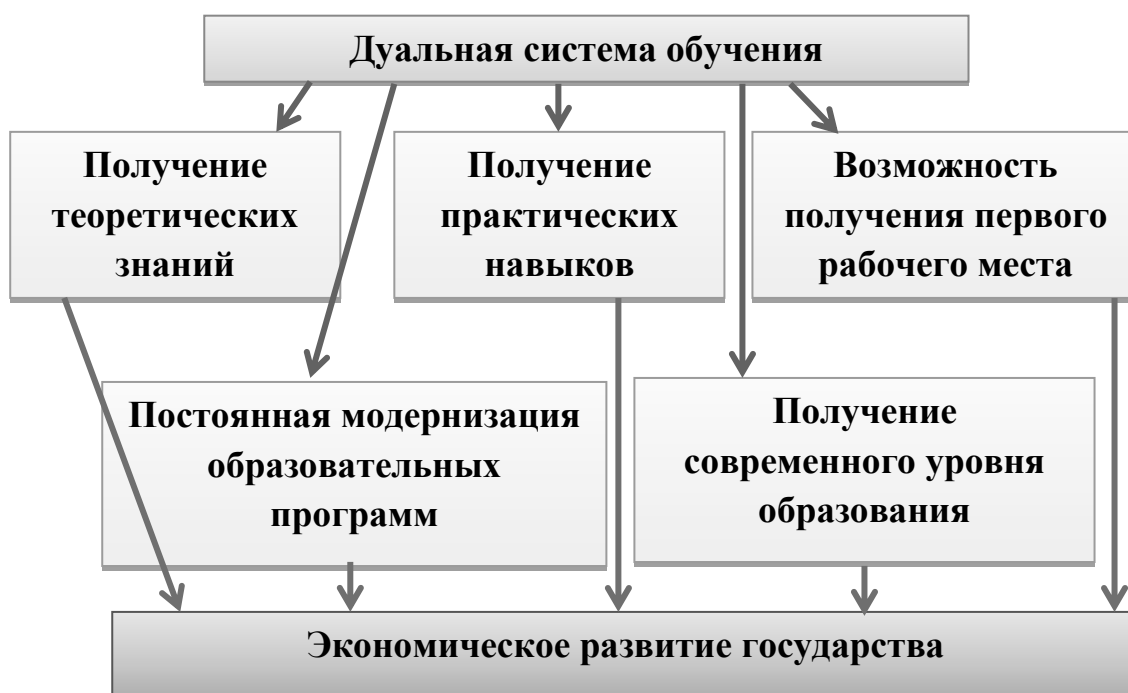 Дуальная система обучения
Получение
теоретических
знаний
Получение
практических
навыков
Возможность
получения первого
рабочего места
Постоянная модернизация
образовательных
программ
Получение
современного уровня
образования
Экономическое развитие государства